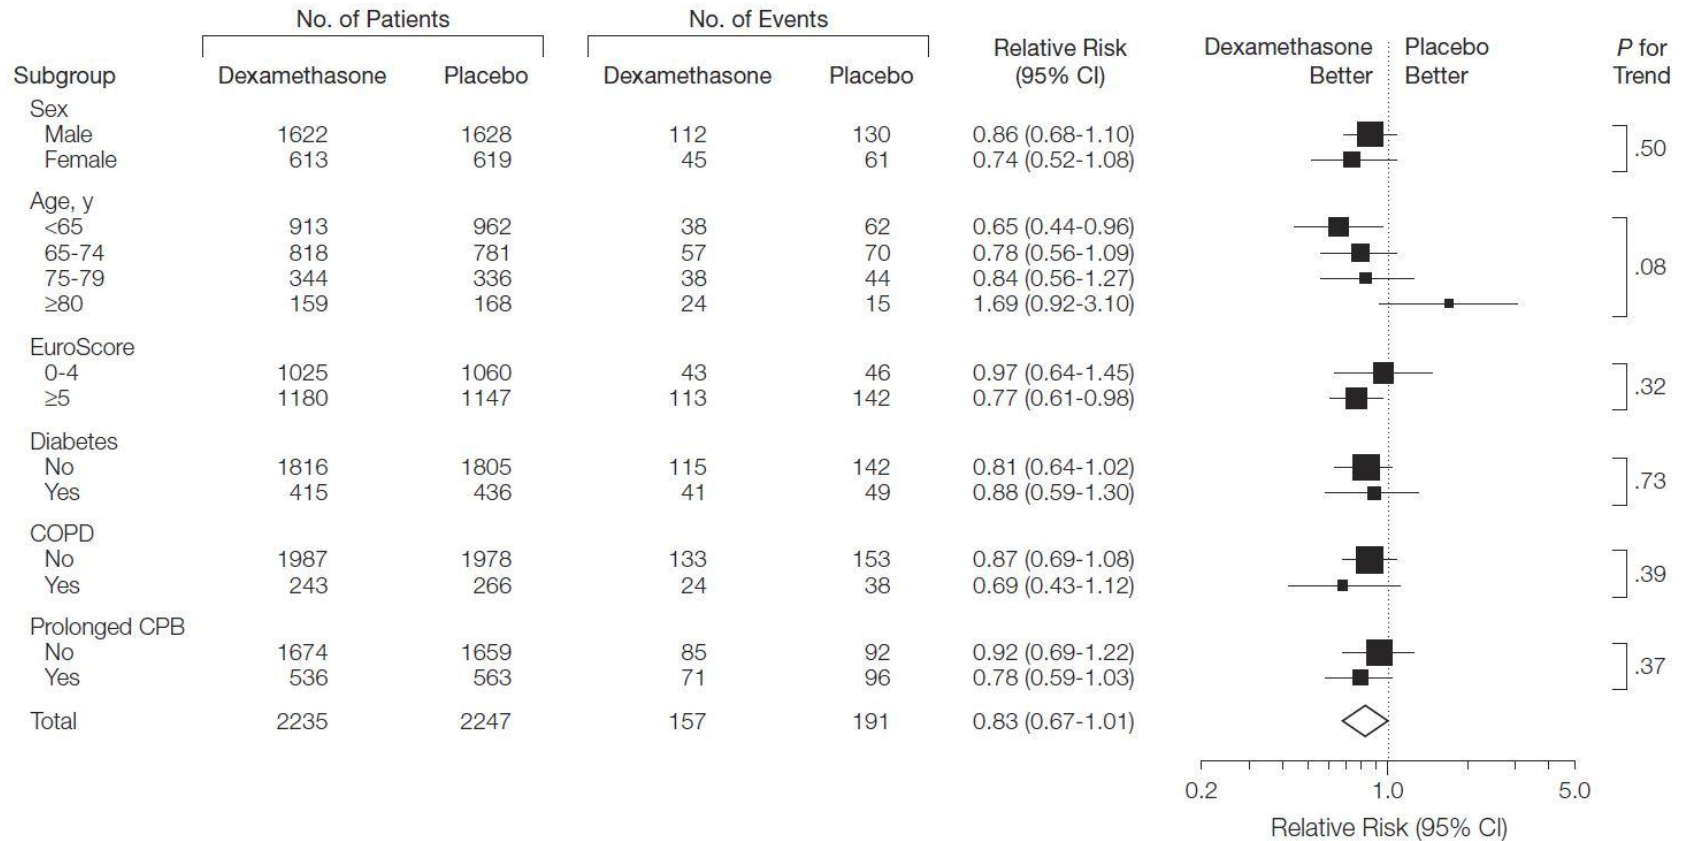 No. of Patients No. of Events
Relative Risk (95% CI) Dexamethasone Better Placebo Better P for Trend
Subgroup Dexamethasone Placebo Dexamethasone Placebo
Sex
Male 1622 1628 112 130 0.86 (0.68-1.10)
.50
Female 613 619 45 61 0.74 (0.52-1.08)
Age, y
<65 913 962 38 62 0.65 (0.44-0.96)
65-74 818 781 57 70 0.78 (0.56-1.09)
.08
75-79 344 336 38 44 0.84 (0.56-1.27)
≥80 159 168 24 15 1.69 (0.92-3.10)
EuroScore
0-4 1025 1060 43 46 0.97 (0.64-1.45)
.32
≥5 1180 1147 113 142 0.77 (0.61-0.98)
Diabetes
No 1816 1805 115 142 0.81 (0.64-1.02)
.73
Yes 415 436 41 49 0.88 (0.59-1.30)
COPD
No 1987 1978 133 153 0.87 (0.69-1.08)
.39
Yes 243 266 24 38 0.69 (0.43-1.12)
Prolonged CPB
No 1674 1659 85 92 0.92 (0.69-1.22)
.37
Yes 536 563 71 96 0.78 (0.59-1.03)
Total 2235 2247 157 191 0.83 (0.67-1.01)
0.2 1.0 5.0
Relative Risk (95% CI)